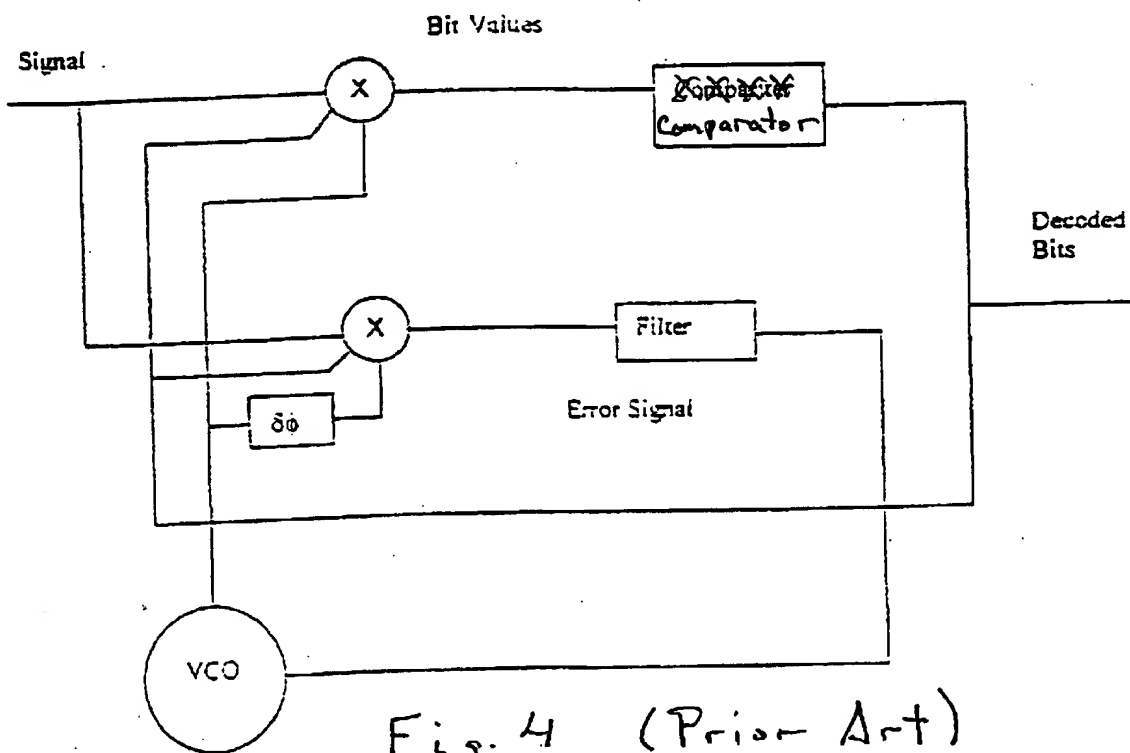 Bit Values
Signal
X
Comparator
Decoded
Bits
X
Filter
Error Signal
δϕ
VCO
Fig. 4 (Prior Art)